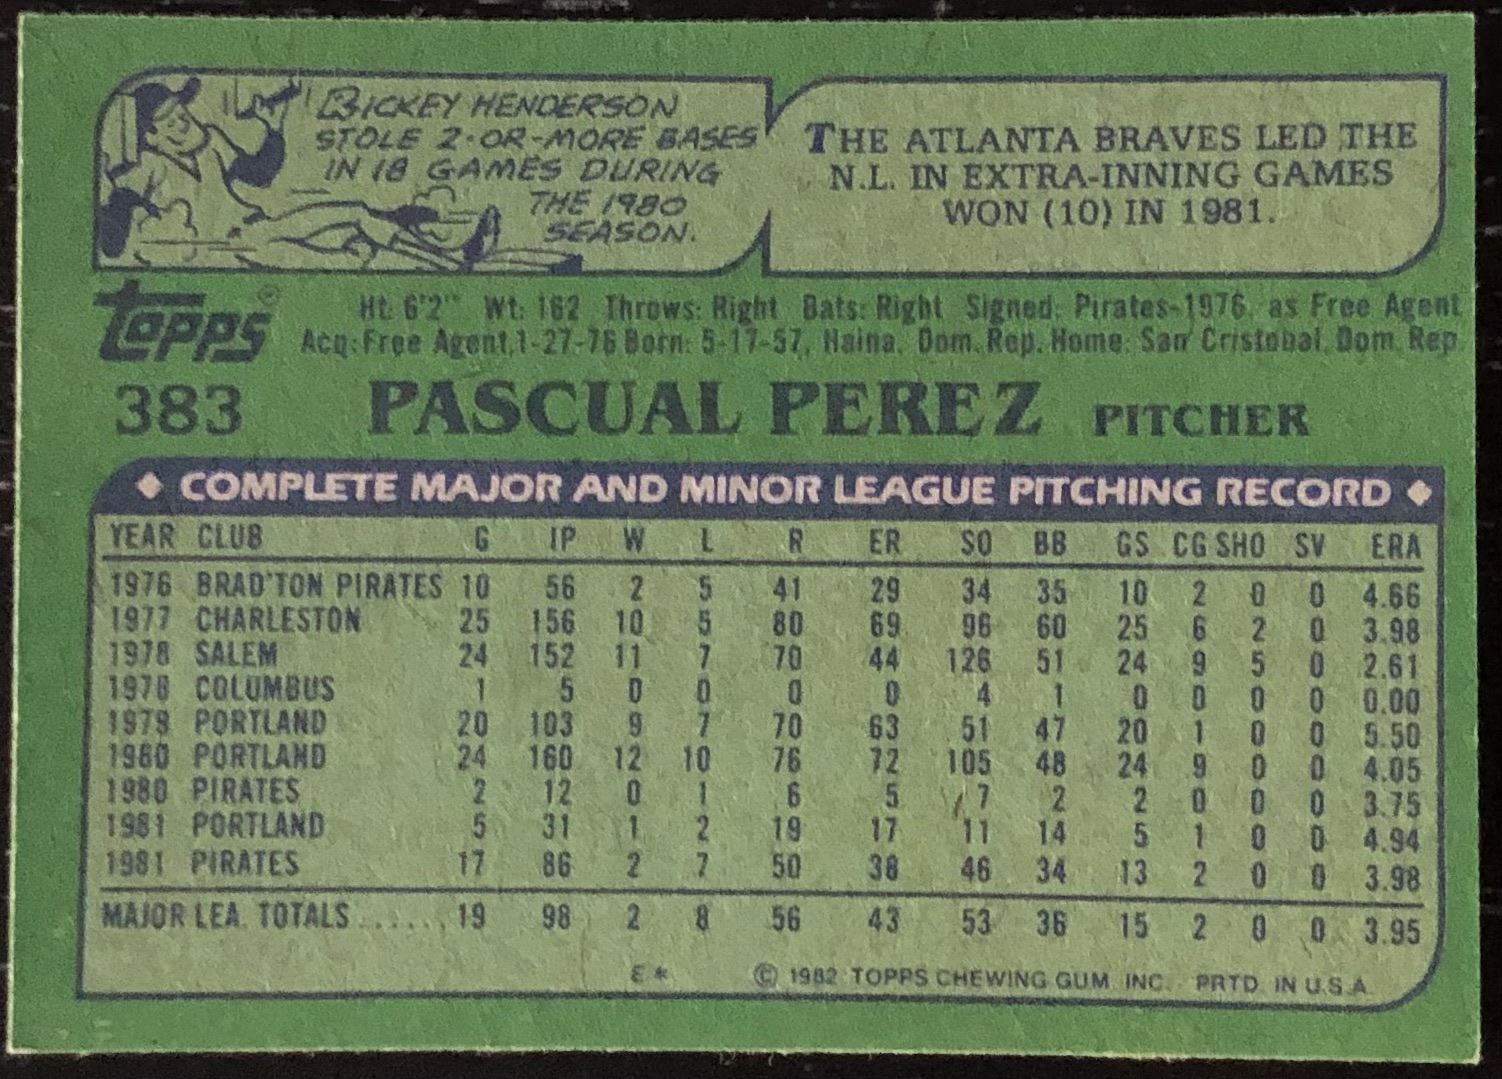 RICKEY HENDERSON
STOLE 2-OR-MORE BASES
IN 18 GAMES DURING
THE 1980
SEASON.
THE ATLANTA BRAVES LED THE
N.L. IN EXTRA-INNING GAMES
WON (10) IN 1981.
TOPPS®
Ht: 6'2" Wt: 162 Throws: Right Bats: Right Signed: Pirates-1976 as Free Agent
Acq: Free Agent, 1-27-76 Born: 5-17-57, Haina, Dom. Rep. Home: San Cristobal, Dom. Rep.
383 PASCUAL PEREZ PITCHER
COMPLETE MAJOR AND MINOR LEAGUE PITCHING RECORD
YEAR CLUB G IP W L R ER SO BB GS CG SHO SV ERA
1976 BRAD'TON PIRATES 10 56 2 5 41 29 34 35 10 2 0 0 4.66
1977 CHARLESTON 25 156 10 5 80 69 96 60 25 6 2 0 3.98
1978 SALEM 24 152 11 7 70 44 126 51 24 9 5 0 2.61
1978 COLUMBUS 1 5 0 0 0 0 4 1 0 0 0 0 0.00
1979 PORTLAND 20 103 9 7 70 63 51 47 20 1 0 0 5.50
1980 PORTLAND 24 160 12 10 76 72 105 48 24 9 0 0 4.05
1980 PIRATES 2 12 0 1 6 5 7 2 2 0 0 0 3.75
1981 PORTLAND 5 31 1 2 19 17 11 14 5 1 0 0 4.94
1981 PIRATES 17 86 2 7 50 38 46 34 13 2 0 0 3.98
MAJOR LEA. TOTALS ...... 19 98 2 8 56 43 53 36 15 2 0 0 3.95
E* © 1982 TOPPS CHEWING GUM INC. PRTD. IN U.S.A.